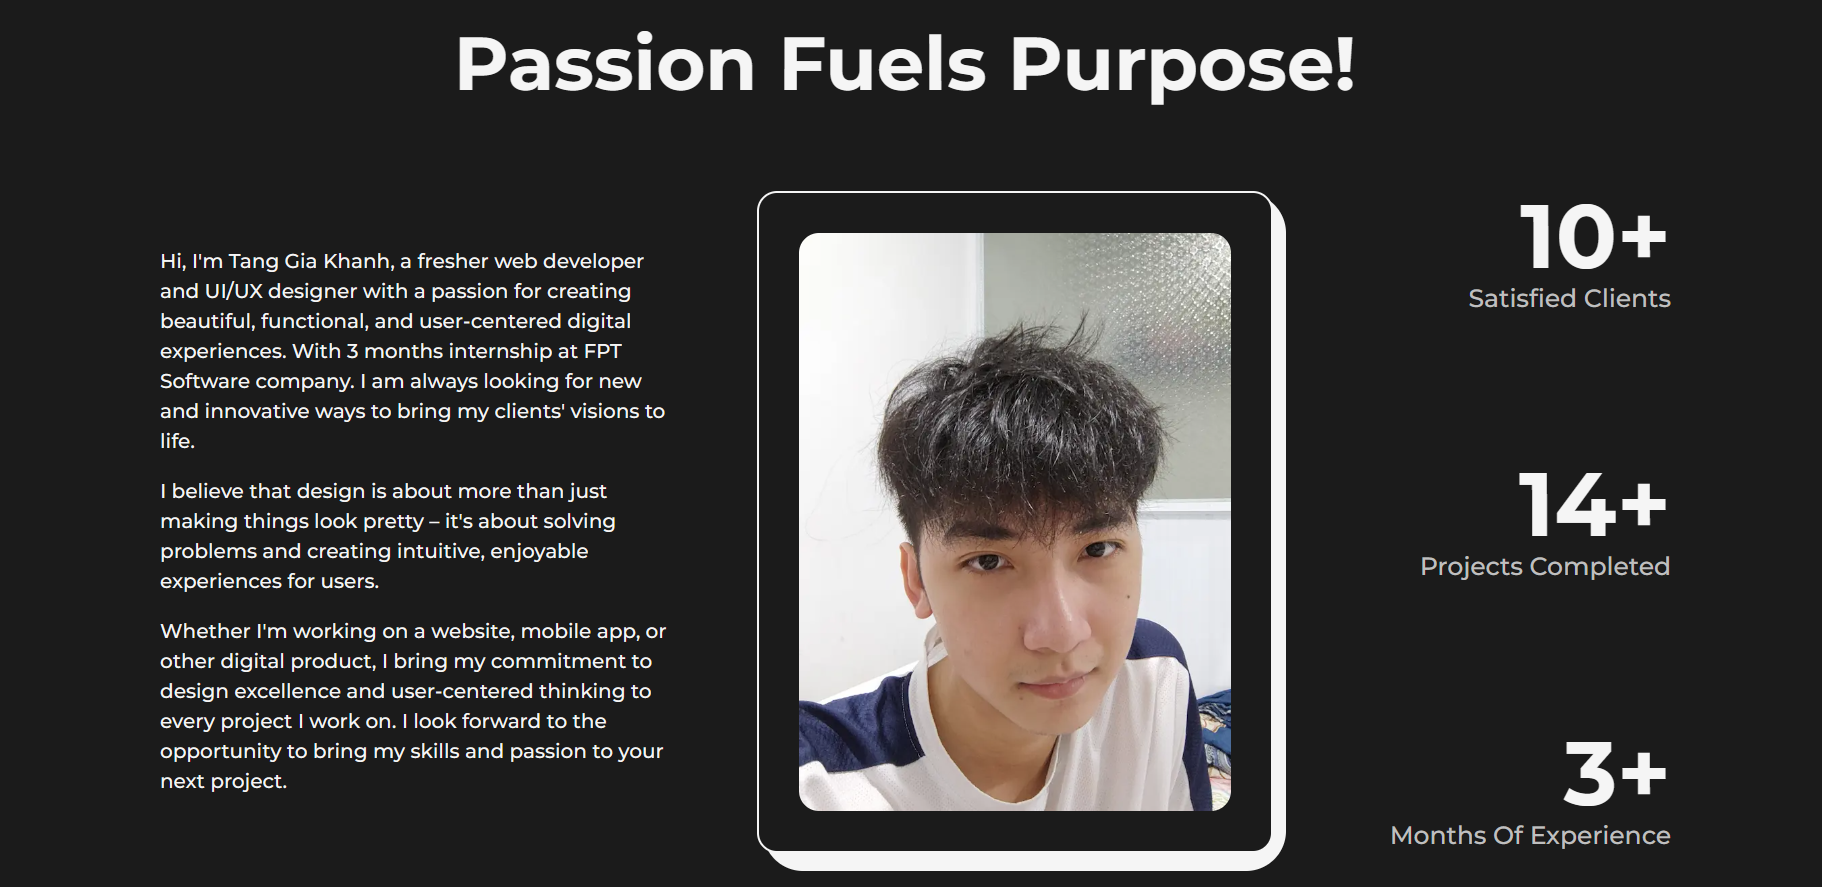 Passion Fuels Purpose!
Hi, I'm Tang Gia Khanh, a fresher web developer
and UI/UX designer with a passion for creating
beautiful, functional, and user-centered digital
experiences. With 3 months internship at FPT
Software company. I am always looking for new
and innovative ways to bring my clients' visions to
life.
I believe that design is about more than just
making things look pretty – it's about solving
problems and creating intuitive, enjoyable
experiences for users.
Whether I'm working on a website, mobile app, or
other digital product, I bring my commitment to
design excellence and user-centered thinking to
every project I work on. I look forward to the
opportunity to bring my skills and passion to your
next project.
10+
Satisfied Clients
14+
Projects Completed
3+
Months Of Experience